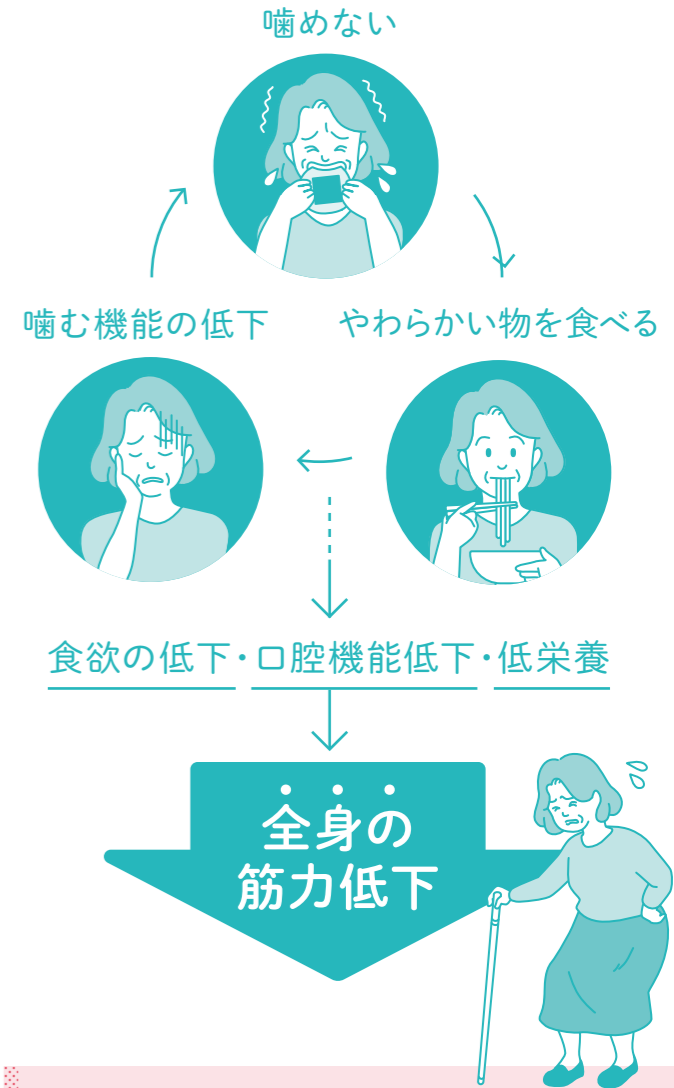 噛めない
噛む機能の低下
やわらかい物を食べる
食欲の低下・口腔機能低下・低栄養
全身の
筋力低下